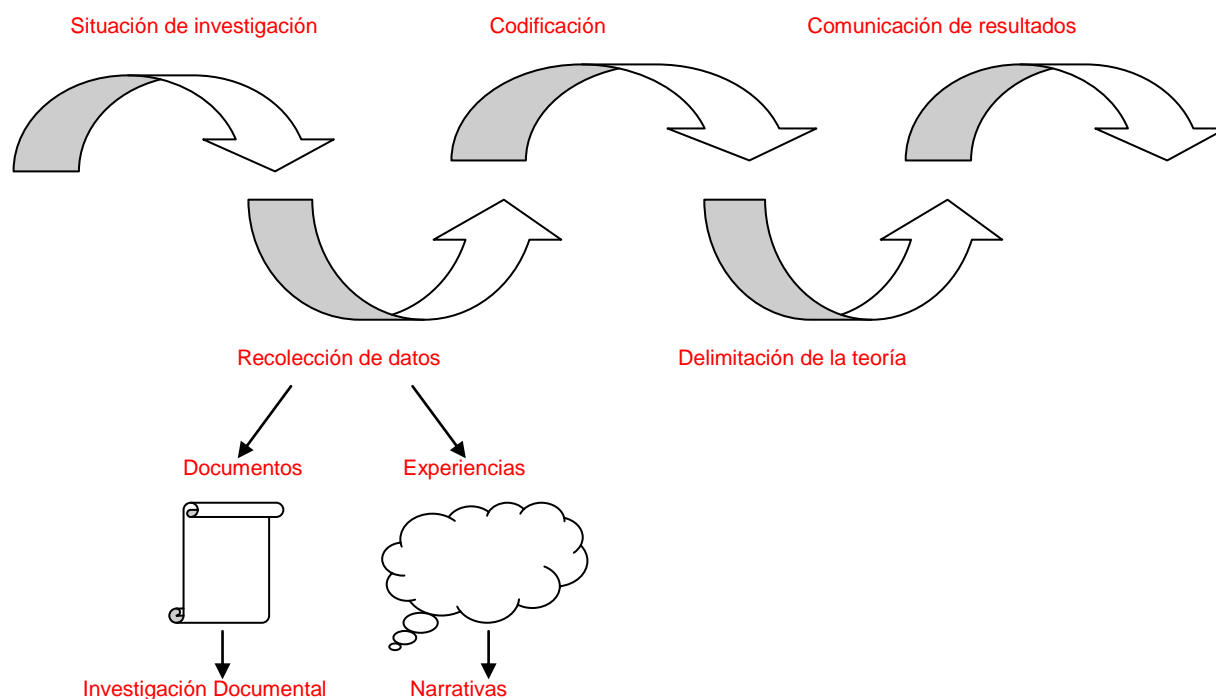 Situación de investigación
Codificación
Comunicación de resultados
Recolección de datos
Delimitación de la teoría
Documentos
Experiencias
Investigación Documental
Narrativas